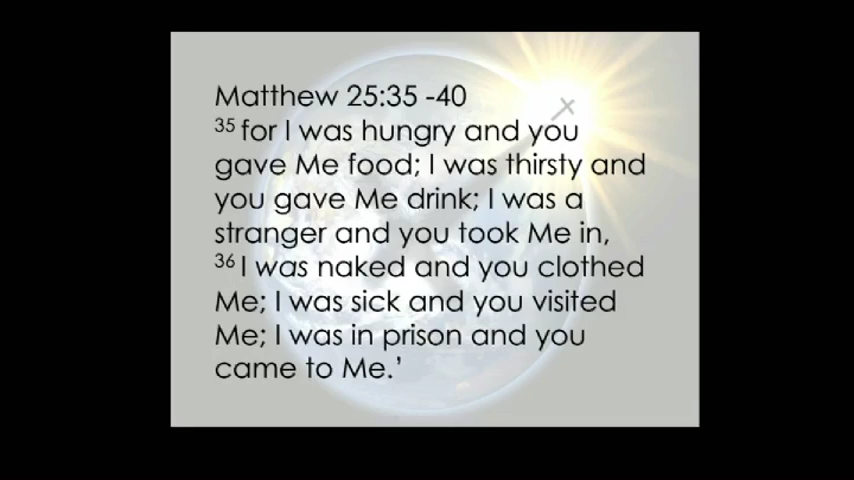 Matthew 25:35 -40
35 for I was hungry and you
gave Me food; I was thirsty and
you gave Me drink; I was a
stranger and you took Me in,
36 I was naked and you clothed
Me; I was sick and you visited
Me; I was in prison and you
came to Me.’